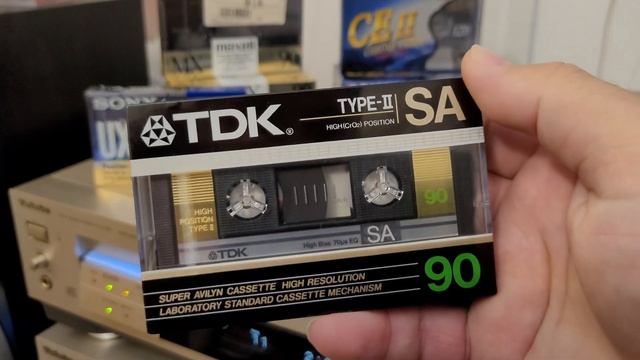 CE II
maxell
SONY
UX
TDK®
TYPE-II
HIGH(CrO₂) POSITION
SA
HIGH
POSITION
TYPE II
90
TDK
High Bias 70μs EQ
SA
SUPER AVILYN CASSETTE HIGH RESOLUTION
LABORATORY STANDARD CASSETTE MECHANISM
90